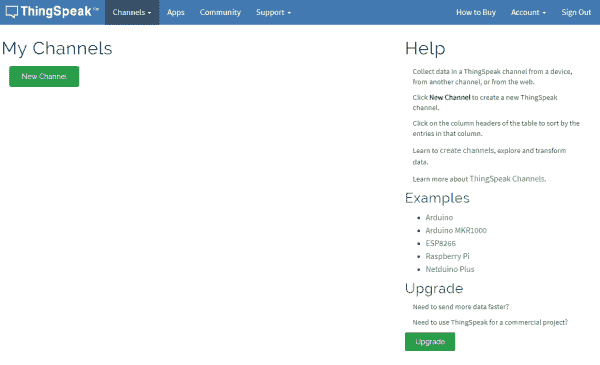 ThingSpeak™ Channels Apps Community Support How to Buy Account Sign Out
My Channels
New Channel
Help
Collect data in a ThingSpeak channel from a device,
from another channel, or from the web.
Click New Channel to create a new ThingSpeak
channel.
Click on the column headers of the table to sort by the
entries in that column.
Learn to create channels, explore and transform
data.
Learn more about ThingSpeak Channels.
Examples
Arduino
Arduino MKR1000
ESP8266
Raspberry Pi
Netduino Plus
Upgrade
Need to send more data faster?
Need to use ThingSpeak for a commercial project?
Upgrade